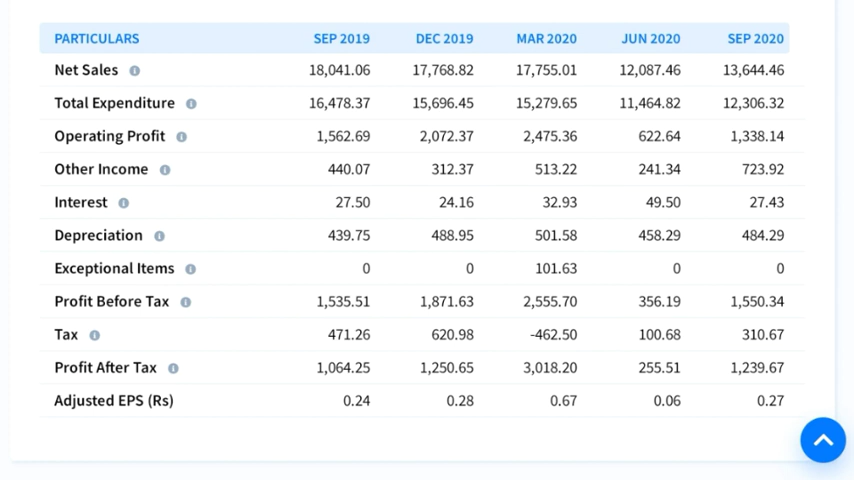 PARTICULARS SEP 2019 DEC 2019 MAR 2020 JUN 2020 SEP 2020
Net Sales 18,041.06 17,768.82 17,755.01 12,087.46 13,644.46
Total Expenditure 16,478.37 15,696.45 15,279.65 11,464.82 12,306.32
Operating Profit 1,562.69 2,072.37 2,475.36 622.64 1,338.14
Other Income 440.07 312.37 513.22 241.34 723.92
Interest 27.50 24.16 32.93 49.50 27.43
Depreciation 439.75 488.95 501.58 458.29 484.29
Exceptional Items 0 0 101.63 0 0
Profit Before Tax 1,535.51 1,871.63 2,555.70 356.19 1,550.34
Tax 471.26 620.98 -462.50 100.68 310.67
Profit After Tax 1,064.25 1,250.65 3,018.20 255.51 1,239.67
Adjusted EPS (Rs) 0.24 0.28 0.67 0.06 0.27